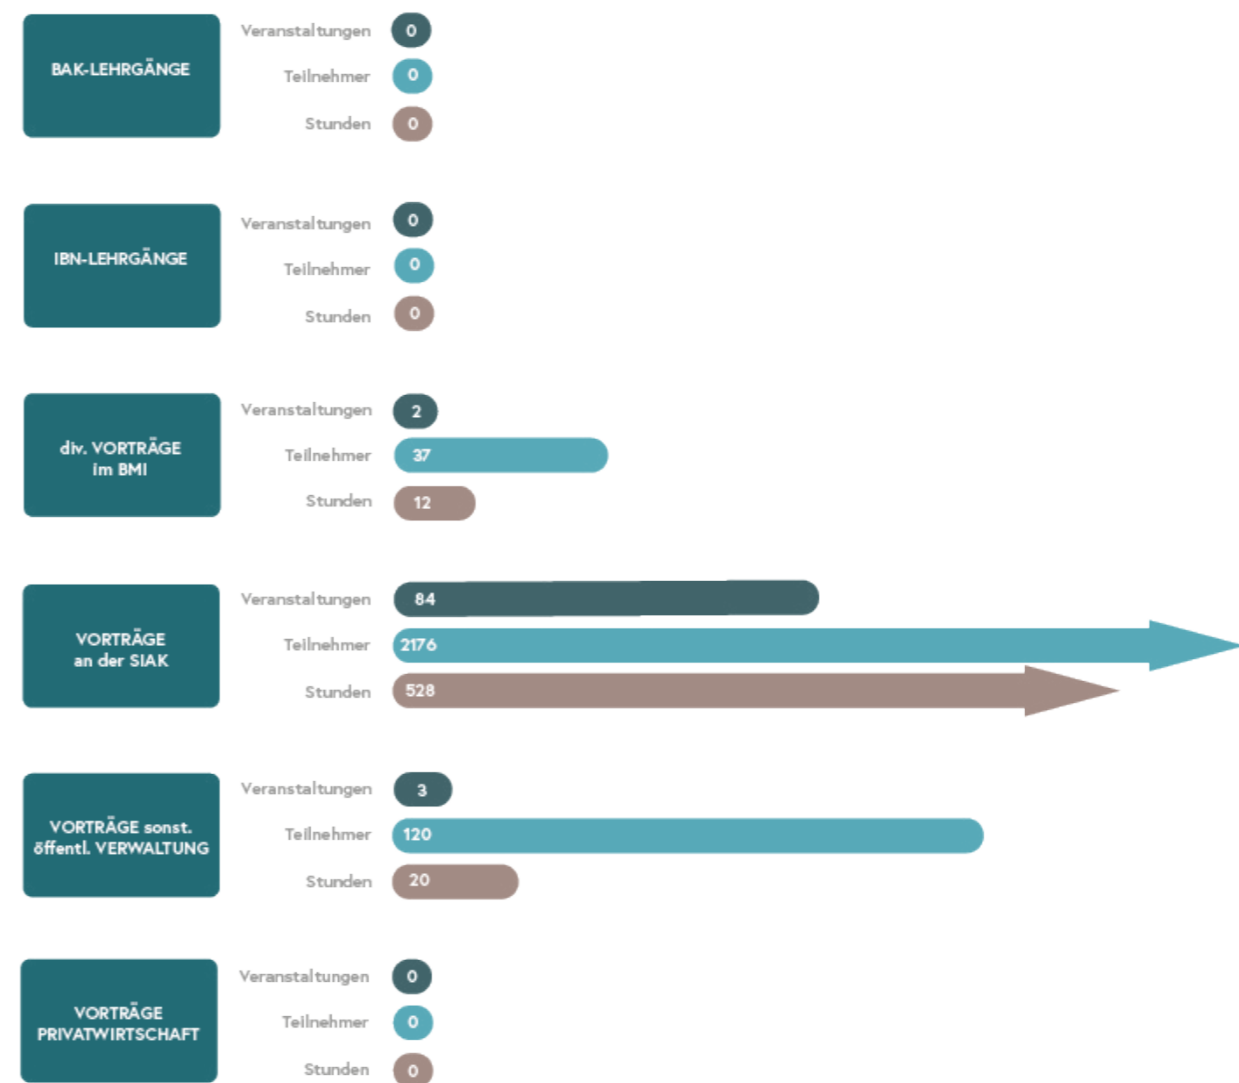 BAK-LEHRGÄNGE
Veranstaltungen 0
Teilnehmer 0
Stunden 0
IBN-LEHRGÄNGE
Veranstaltungen 0
Teilnehmer 0
Stunden 0
div. VORTRÄGE
im BMI
Veranstaltungen 2
Teilnehmer 37
Stunden 12
VORTRÄGE
an der SIAK
Veranstaltungen 84
Teilnehmer 2176
Stunden 528
VORTRÄGE sonst.
öffentl. VERWALTUNG
Veranstaltungen 3
Teilnehmer 120
Stunden 20
VORTRÄGE
PRIVATWIRTSCHAFT
Veranstaltungen 0
Teilnehmer 0
Stunden 0